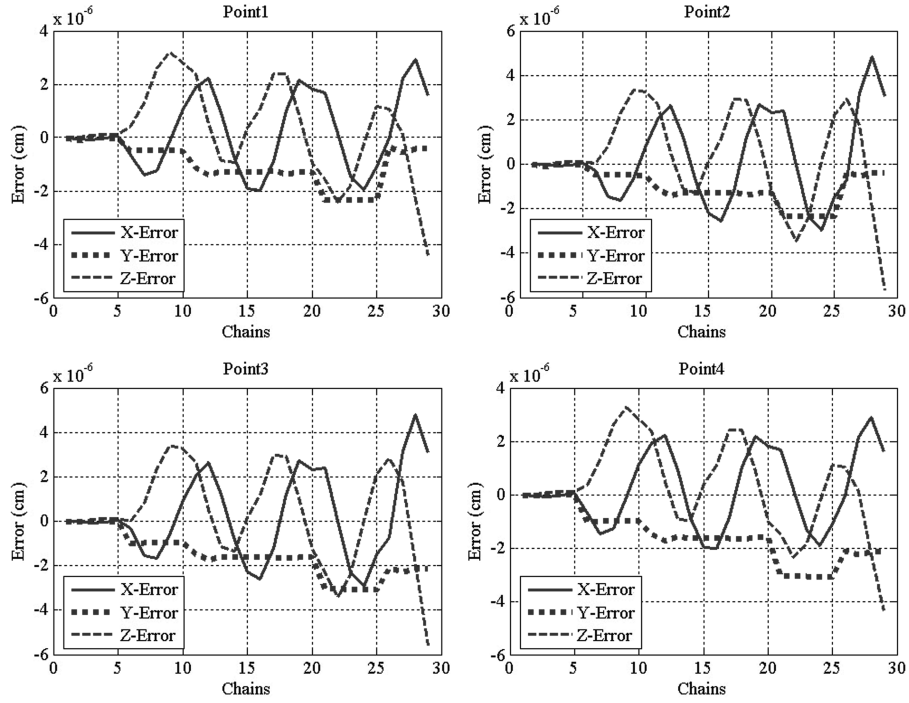 Point1
x 10-6
4
2
0
-2
-4
-6
Error (cm)
X-Error
Y-Error
Z-Error
0 5 10 15 20 25 30
Chains
Point2
x 10-6
6
4
2
0
-2
-4
-6
Error (cm)
X-Error
Y-Error
Z-Error
0 5 10 15 20 25 30
Chains
Point3
x 10-6
6
4
2
0
-2
-4
-6
Error (cm)
X-Error
Y-Error
Z-Error
0 5 10 15 20 25 30
Chains
Point4
x 10-6
4
2
0
-2
-4
-6
Error (cm)
X-Error
Y-Error
Z-Error
0 5 10 15 20 25 30
Chains